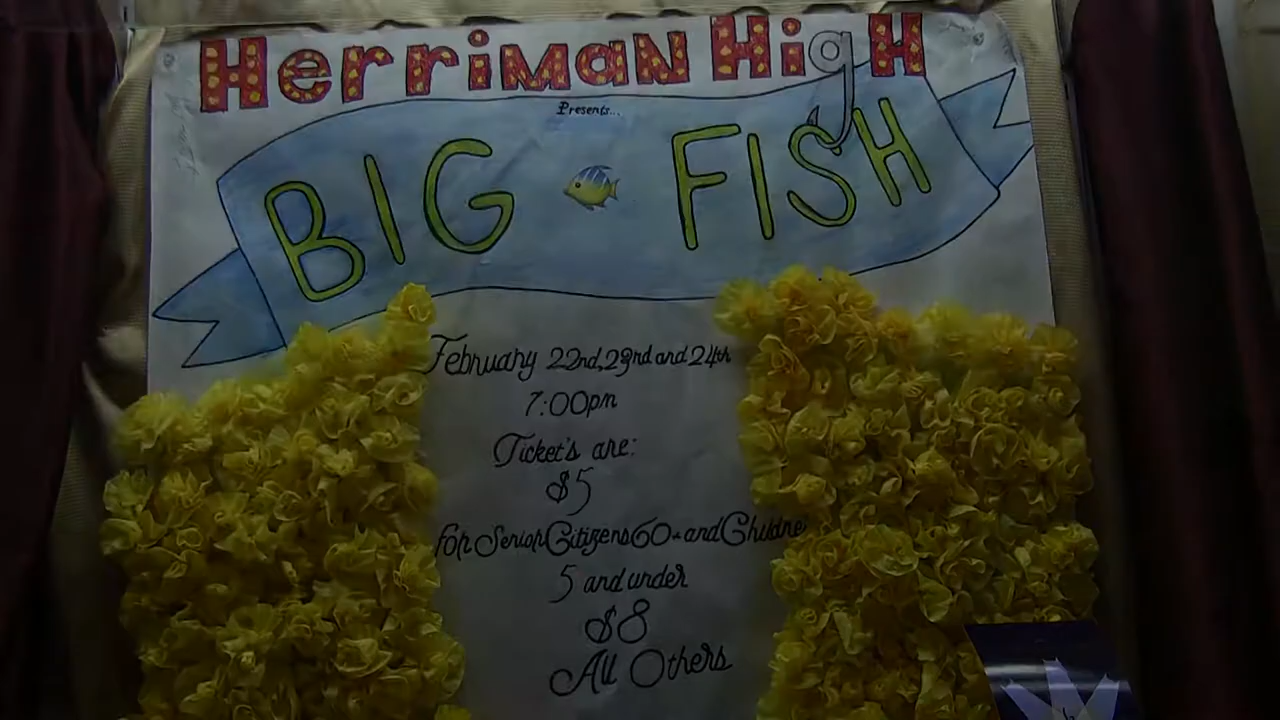 Herriman High
Presents...
BIG FISH
February 22nd, 23rd and 24th
7:00pm
Ticket's are:
$5
for Senior Citizens 60+ and Childre
5 and under
$8
All Others